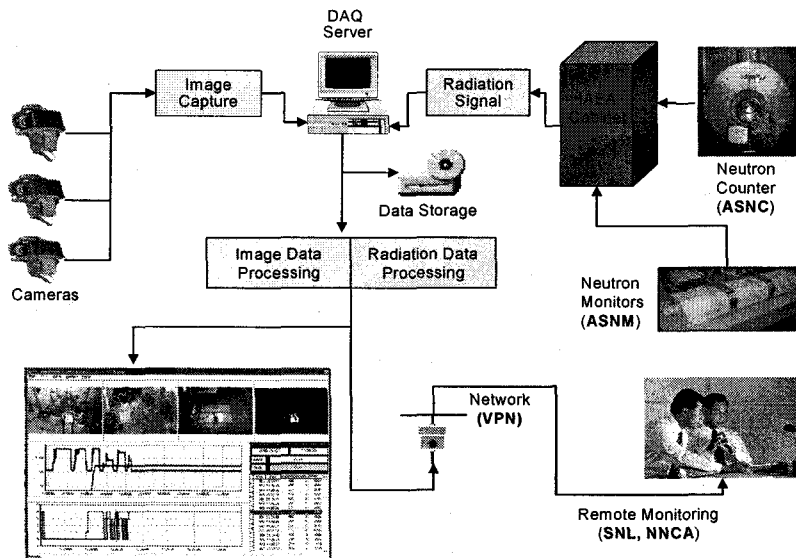 DAQ
Server
Image
Capture
Radiation
Signal
Neutron
Counter
(ASNC)
Data Storage
Image Data
Processing
Radiation Data
Processing
Cameras
Neutron
Monitors
(ASNM)
Network
(VPN)
Remote Monitoring
(SNL, NNCA)